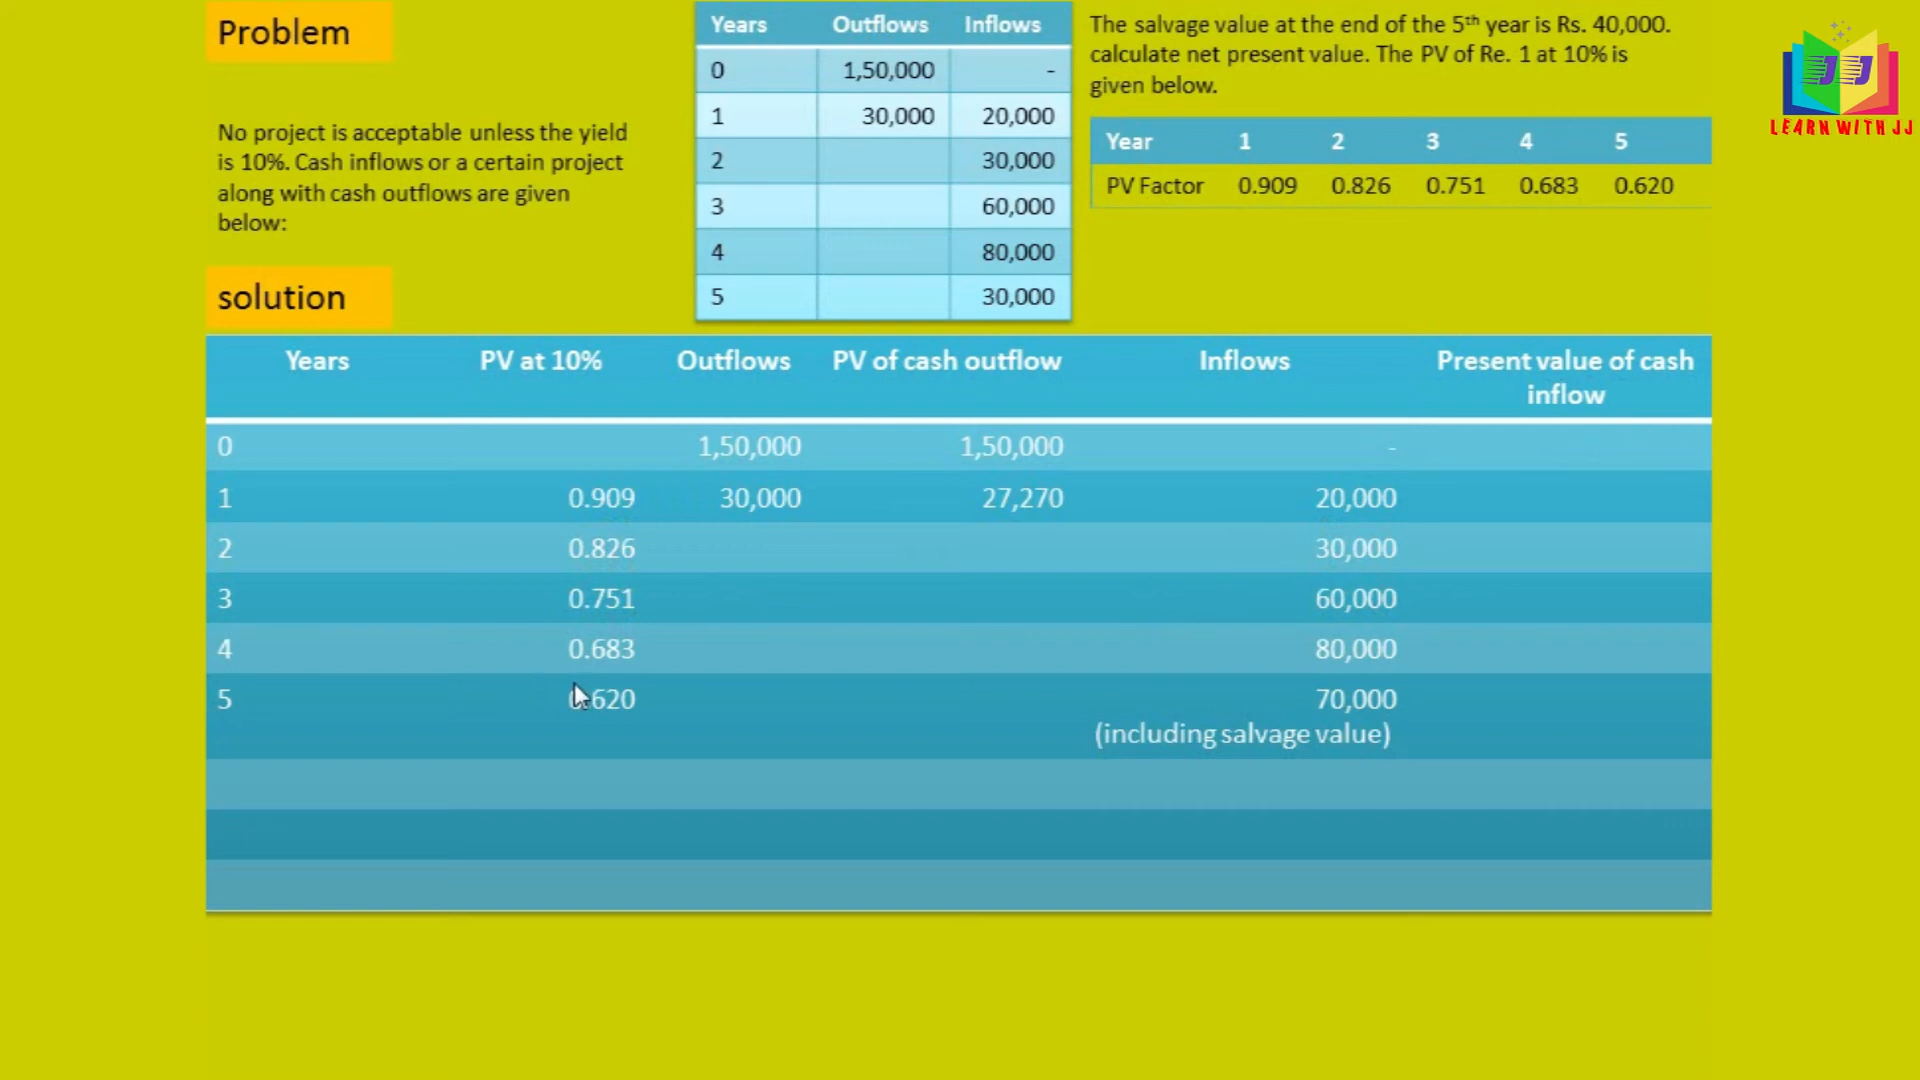 Problem
No project is acceptable unless the yield
is 10%. Cash inflows or a certain project
along with cash outflows are given
below:
Years Outflows Inflows
0 1,50,000 -
1 30,000 20,000
2 30,000
3 60,000
4 80,000
5 30,000
The salvage value at the end of the 5th year is Rs. 40,000.
calculate net present value. The PV of Re. 1 at 10% is
given below.
Year 1 2 3 4 5
PV Factor 0.909 0.826 0.751 0.683 0.620
JJ
LEARN WITH JJ
solution
Years PV at 10% Outflows PV of cash outflow Inflows Present value of cash
inflow
0 1,50,000 1,50,000 -
1 0.909 30,000 27,270 20,000
2 0.826 30,000
3 0.751 60,000
4 0.683 80,000
5 0.620 70,000
(including salvage value)